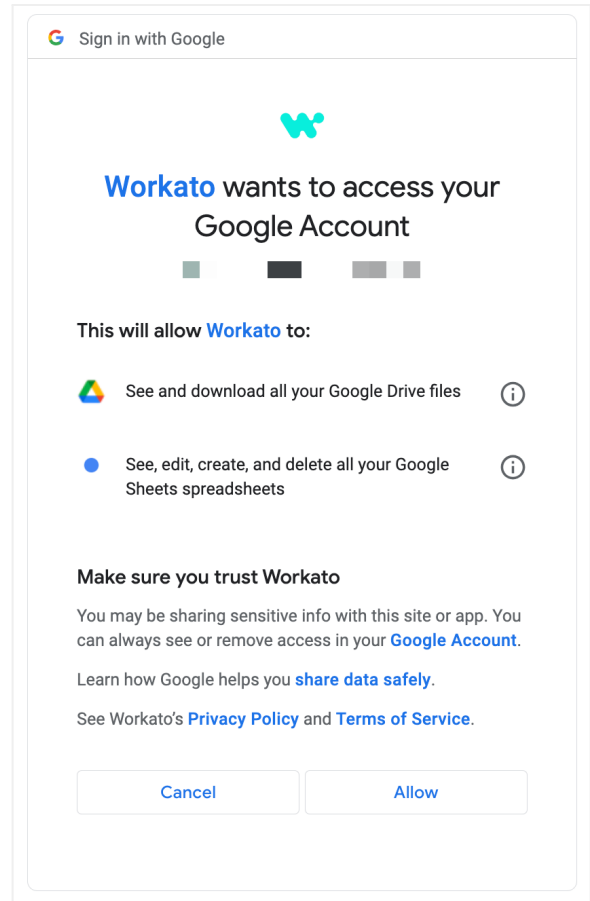 Sign in with Google
Workato wants to access your
Google Account
This will allow Workato to:
See and download all your Google Drive files
See, edit, create, and delete all your Google
Sheets spreadsheets
Make sure you trust Workato
You may be sharing sensitive info with this site or app. You
can always see or remove access in your Google Account.
Learn how Google helps you share data safely.
See Workato’s Privacy Policy and Terms of Service.
Cancel
Allow